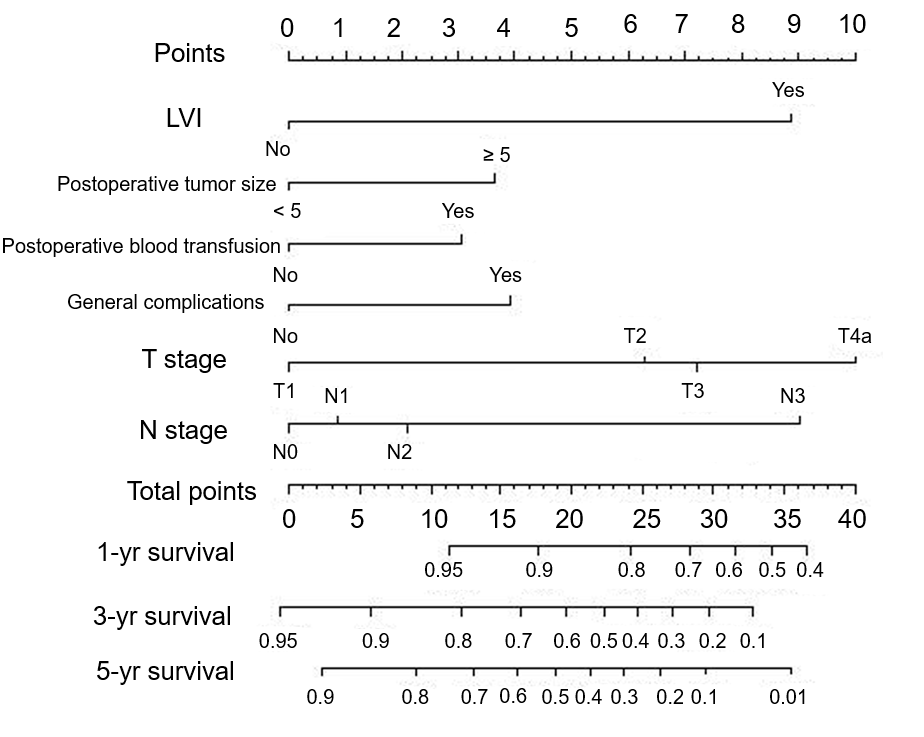 0 1 2 3 4 5 6 7 8 9 10
Points
Yes
LVI
No
≥ 5
Postoperative tumor size
< 5
Yes
Postoperative blood transfusion
No
Yes
General complications
No
T2
T4a
T stage
T1
T3
N1
N3
N stage
N0
N2
Total points
0 5 10 15 20 25 30 35 40
1-yr survival
0.95 0.9 0.8 0.7 0.6 0.5 0.4
3-yr survival
0.95 0.9 0.8 0.7 0.6 0.5 0.4 0.3 0.2 0.1
5-yr survival
0.9 0.8 0.7 0.6 0.5 0.4 0.3 0.2 0.1 0.01